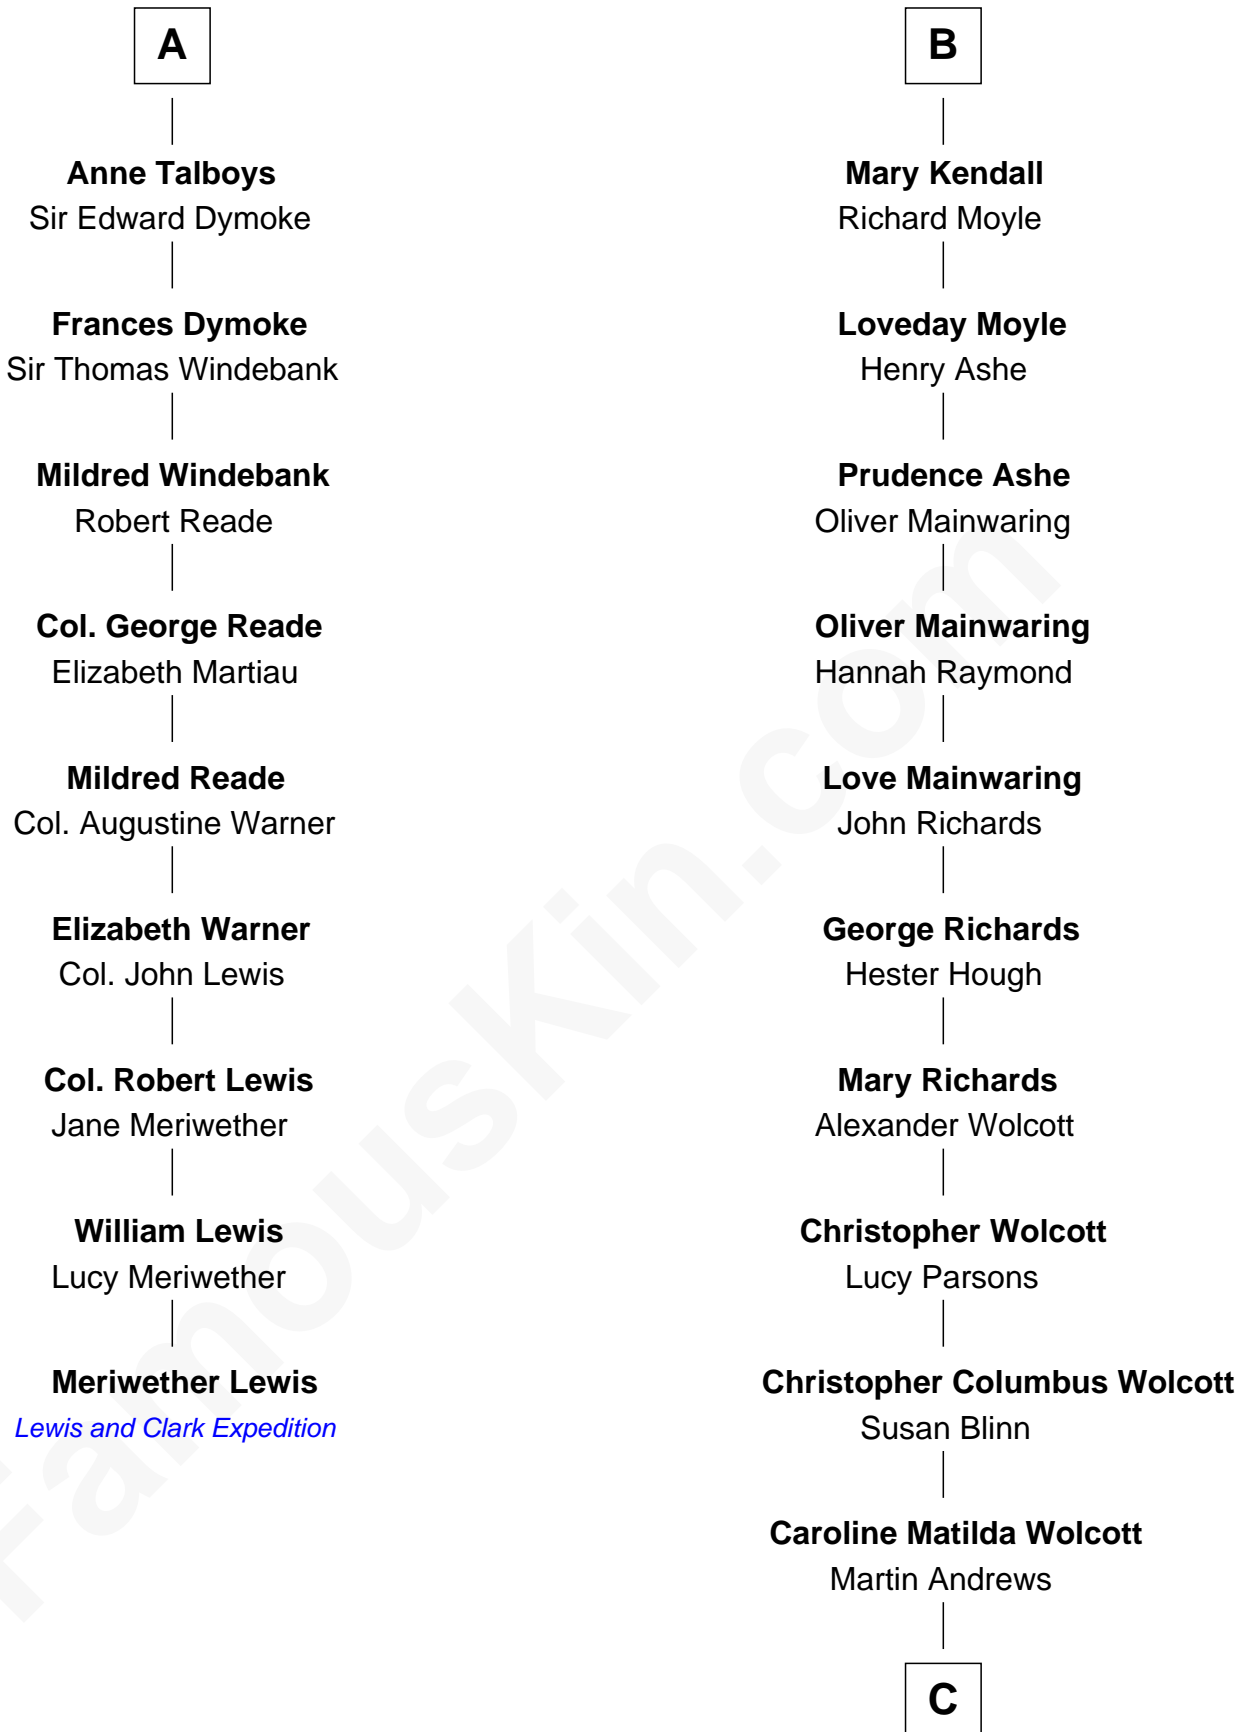 A
Anne Talboys
Sir Edward Dymoke
Frances Dymoke
Sir Thomas Windebank
Mildred Windebank
Robert Reade
Col. George Reade
Elizabeth Martiau
Mildred Reade
Col. Augustine Warner
Elizabeth Warner
Col. John Lewis
Col. Robert Lewis
Jane Meriwether
William Lewis
Lucy Meriwether
Meriwether Lewis
Lewis and Clark Expedition
B
Mary Kendall
Richard Moyle
Loveday Moyle
Henry Ashe
Prudence Ashe
Oliver Mainwaring
Oliver Mainwaring
Hannah Raymond
Love Mainwaring
John Richards
George Richards
Hester Hough
Mary Richards
Alexander Wolcott
Christopher Wolcott
Lucy Parsons
Christopher Columbus Wolcott
Susan Blinn
Caroline Matilda Wolcott
Martin Andrews
C
FamousKin.com